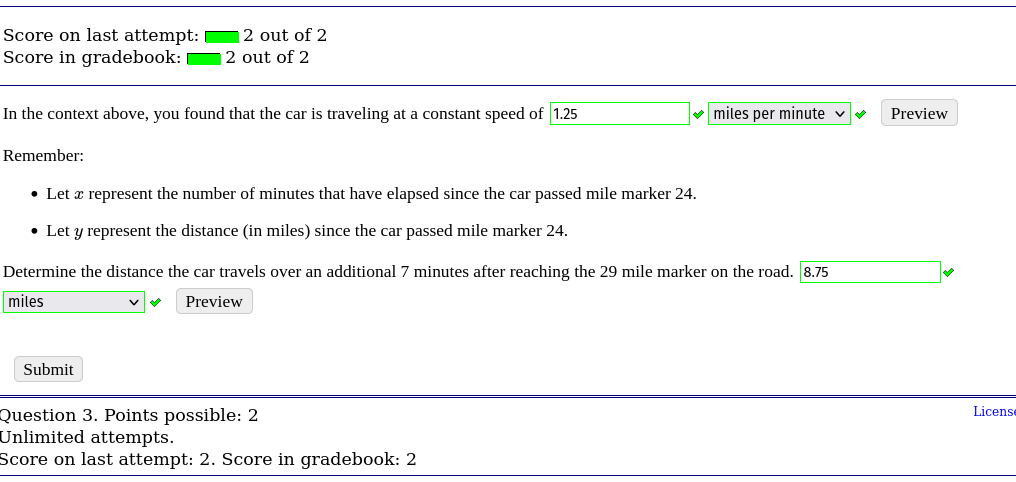 Score on last attempt: 2 out of 2
Score in gradebook: 2 out of 2
In the context above, you found that the car is traveling at a constant speed of 1.25 miles per minute Preview
Remember:
• Let x represent the number of minutes that have elapsed since the car passed mile marker 24.
• Let y represent the distance (in miles) since the car passed mile marker 24.
Determine the distance the car travels over an additional 7 minutes after reaching the 29 mile marker on the road. 8.75
miles Preview
Submit
Question 3. Points possible: 2
License
Unlimited attempts.
Score on last attempt: 2. Score in gradebook: 2